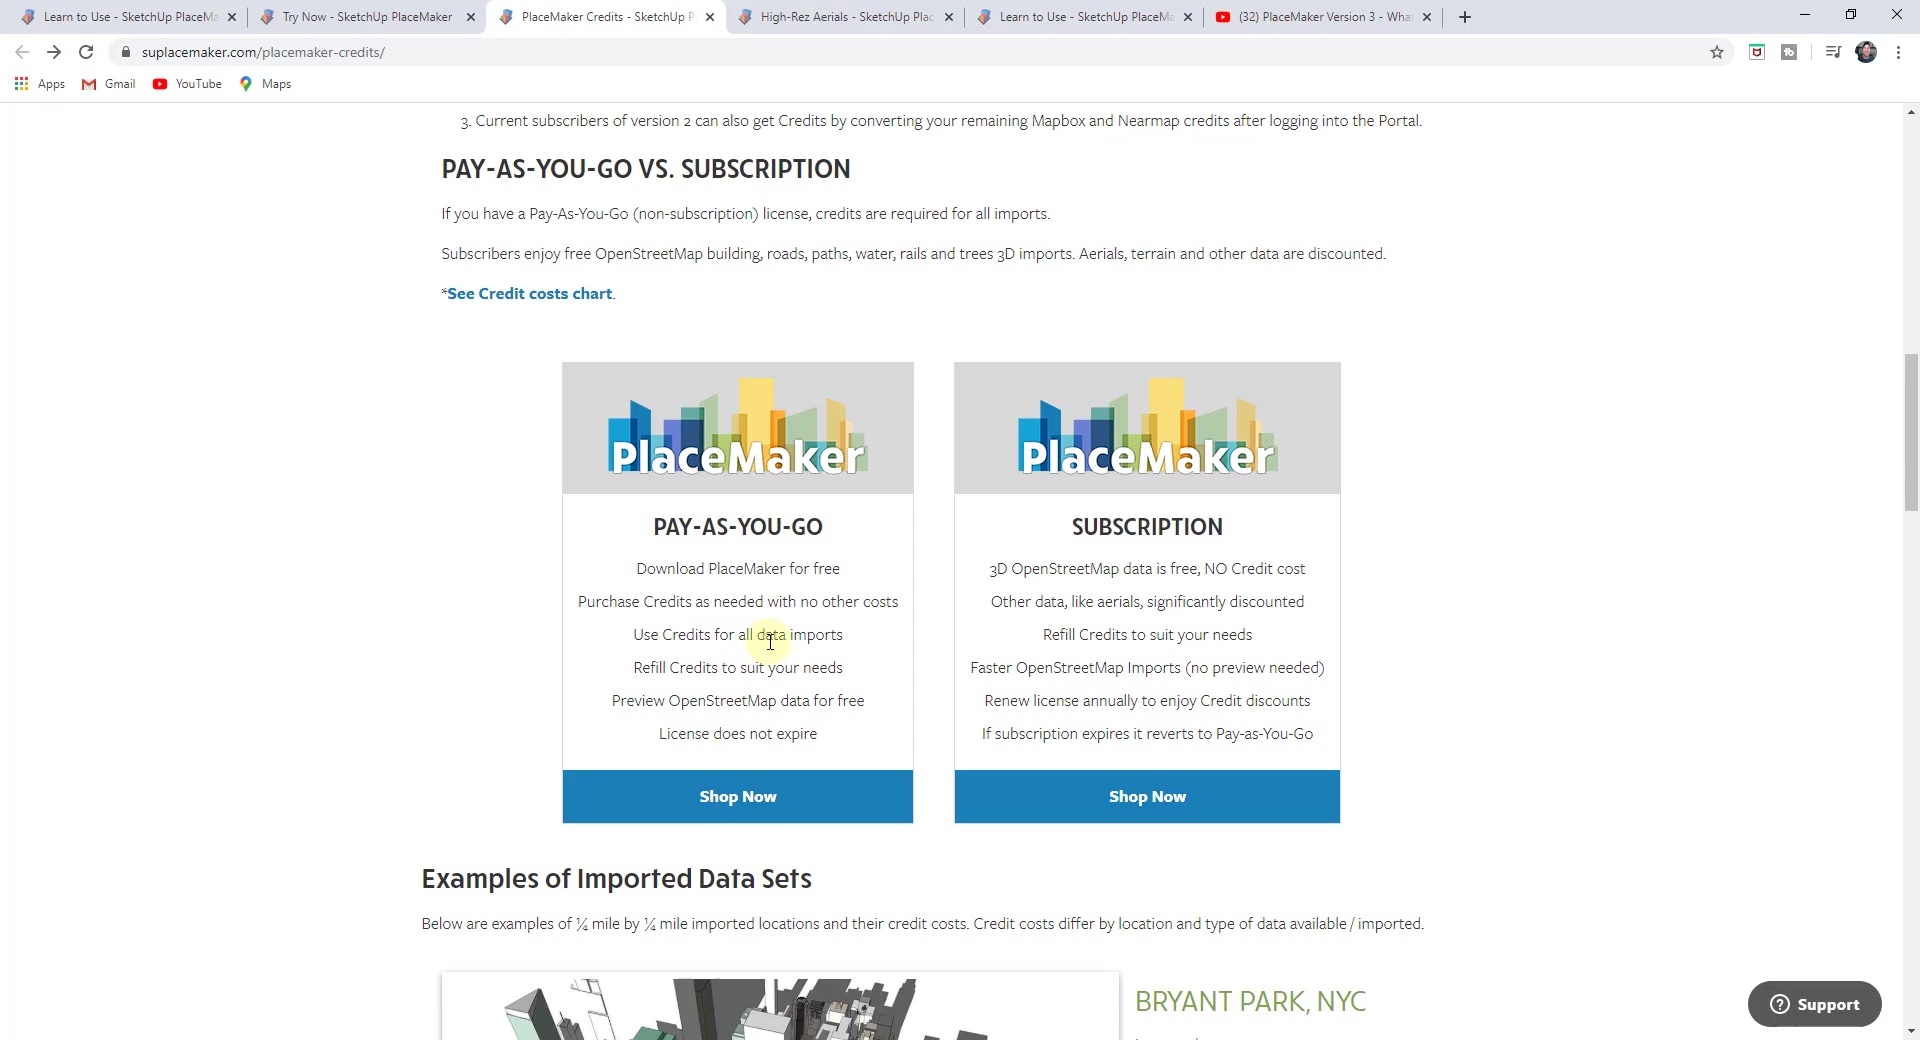 Learn to Use - SketchUp PlaceMa
Try Now - SketchUp PlaceMaker
PlaceMaker Credits - SketchUp P
High-Rez Aerials - SketchUp Plac
Learn to Use - SketchUp PlaceMa
(32) PlaceMaker Version 3 - What
suplacemaker.com/placemaker-credits/
Apps
Gmail
YouTube
Maps
3. Current subscribers of version 2 can also get Credits by converting your remaining Mapbox and Nearmap credits after logging into the Portal.
PAY-AS-YOU-GO VS. SUBSCRIPTION
If you have a Pay-As-You-Go (non-subscription) license, credits are required for all imports.
Subscribers enjoy free OpenStreetMap building, roads, paths, water, rails and trees 3D imports. Aerials, terrain and other data are discounted.
*See Credit costs chart.
PlaceMaker
PAY-AS-YOU-GO
Download PlaceMaker for free
Purchase Credits as needed with no other costs
Use Credits for all data imports
Refill Credits to suit your needs
Preview OpenStreetMap data for free
License does not expire
Shop Now
PlaceMaker
SUBSCRIPTION
3D OpenStreetMap data is free, NO Credit cost
Other data, like aerials, significantly discounted
Refill Credits to suit your needs
Faster OpenStreetMap Imports (no preview needed)
Renew license annually to enjoy Credit discounts
If subscription expires it reverts to Pay-as-You-Go
Shop Now
Examples of Imported Data Sets
Below are examples of ¼ mile by ¼ mile imported locations and their credit costs. Credit costs differ by location and type of data available / imported.
BRYANT PARK, NYC
Support